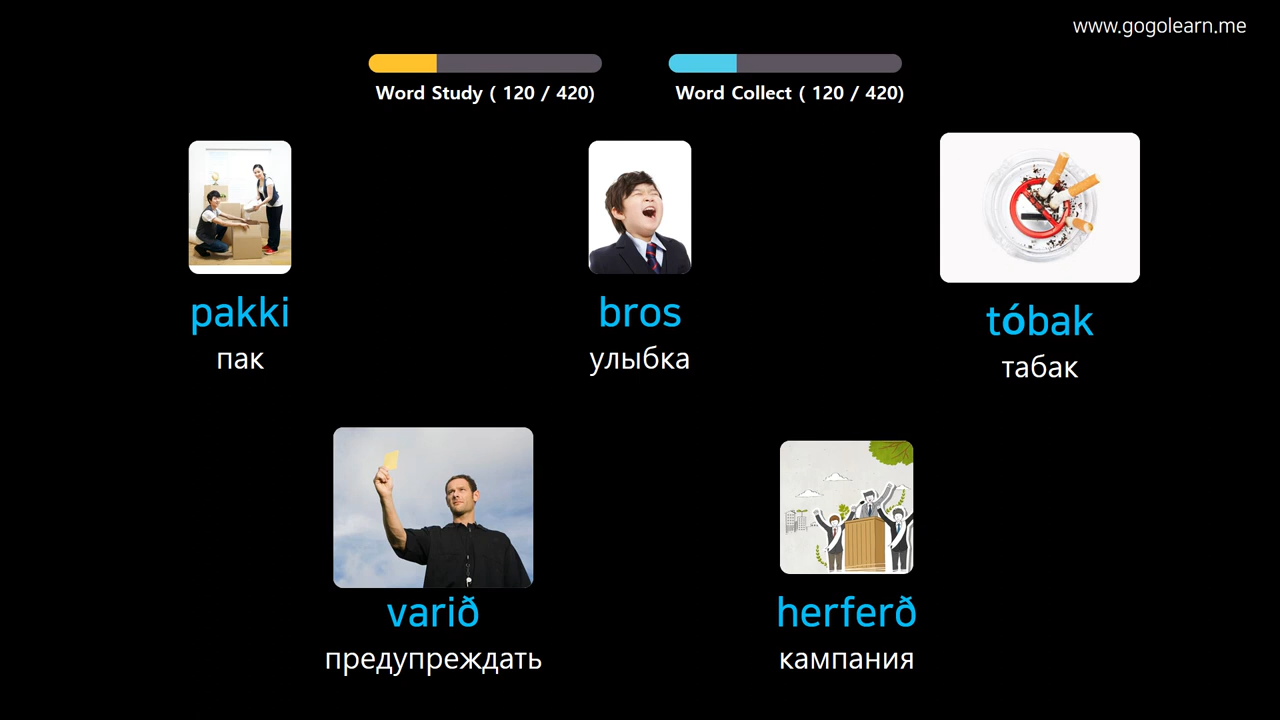 www.gogolearn.me
Word Study ( 120 / 420)
Word Collect ( 120 / 420)
pakki
пак
bros
улыбка
tóbak
табак
varið
предупреждать
herferð
кампания